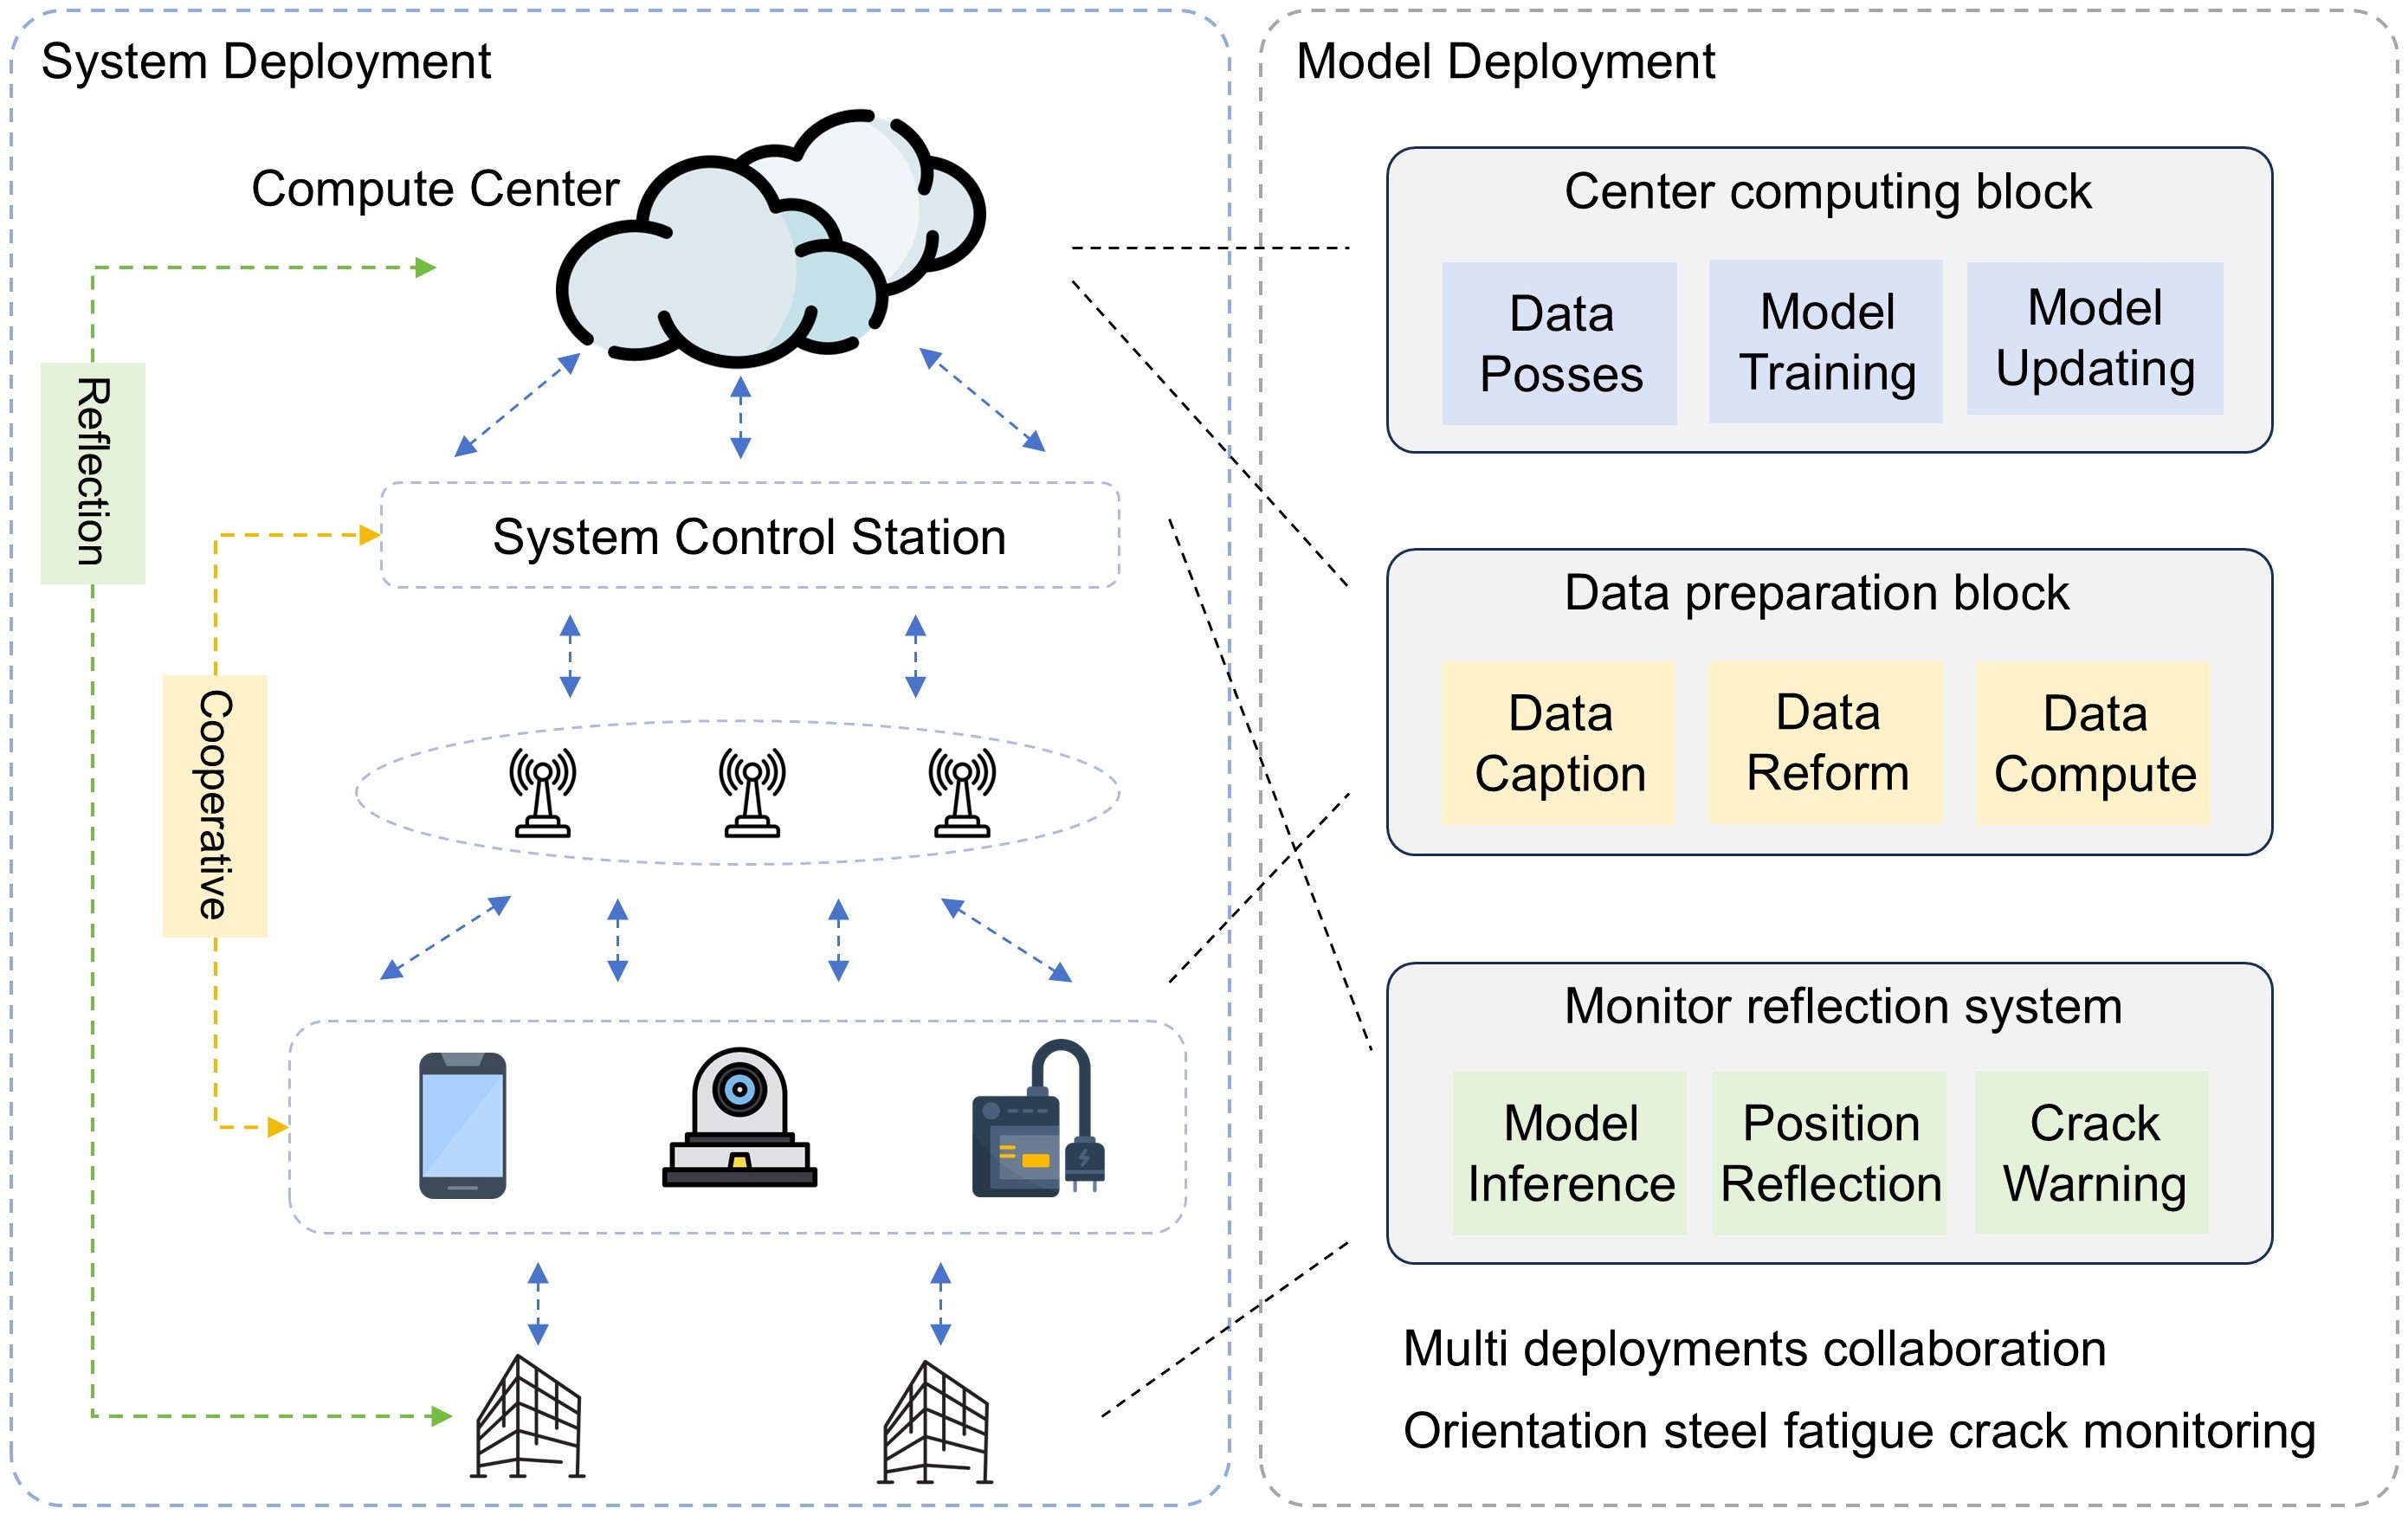 System Deployment
Compute Center
Reflection
System Control Station
Cooperative
Model Deployment
Center computing block
Data
Posses
Model
Training
Model
Updating
Data preparation block
Data
Caption
Data
Reform
Data
Compute
Monitor reflection system
Model
Inference
Position
Reflection
Crack
Warning
Multi deployments collaboration
Orientation steel fatigue crack monitoring